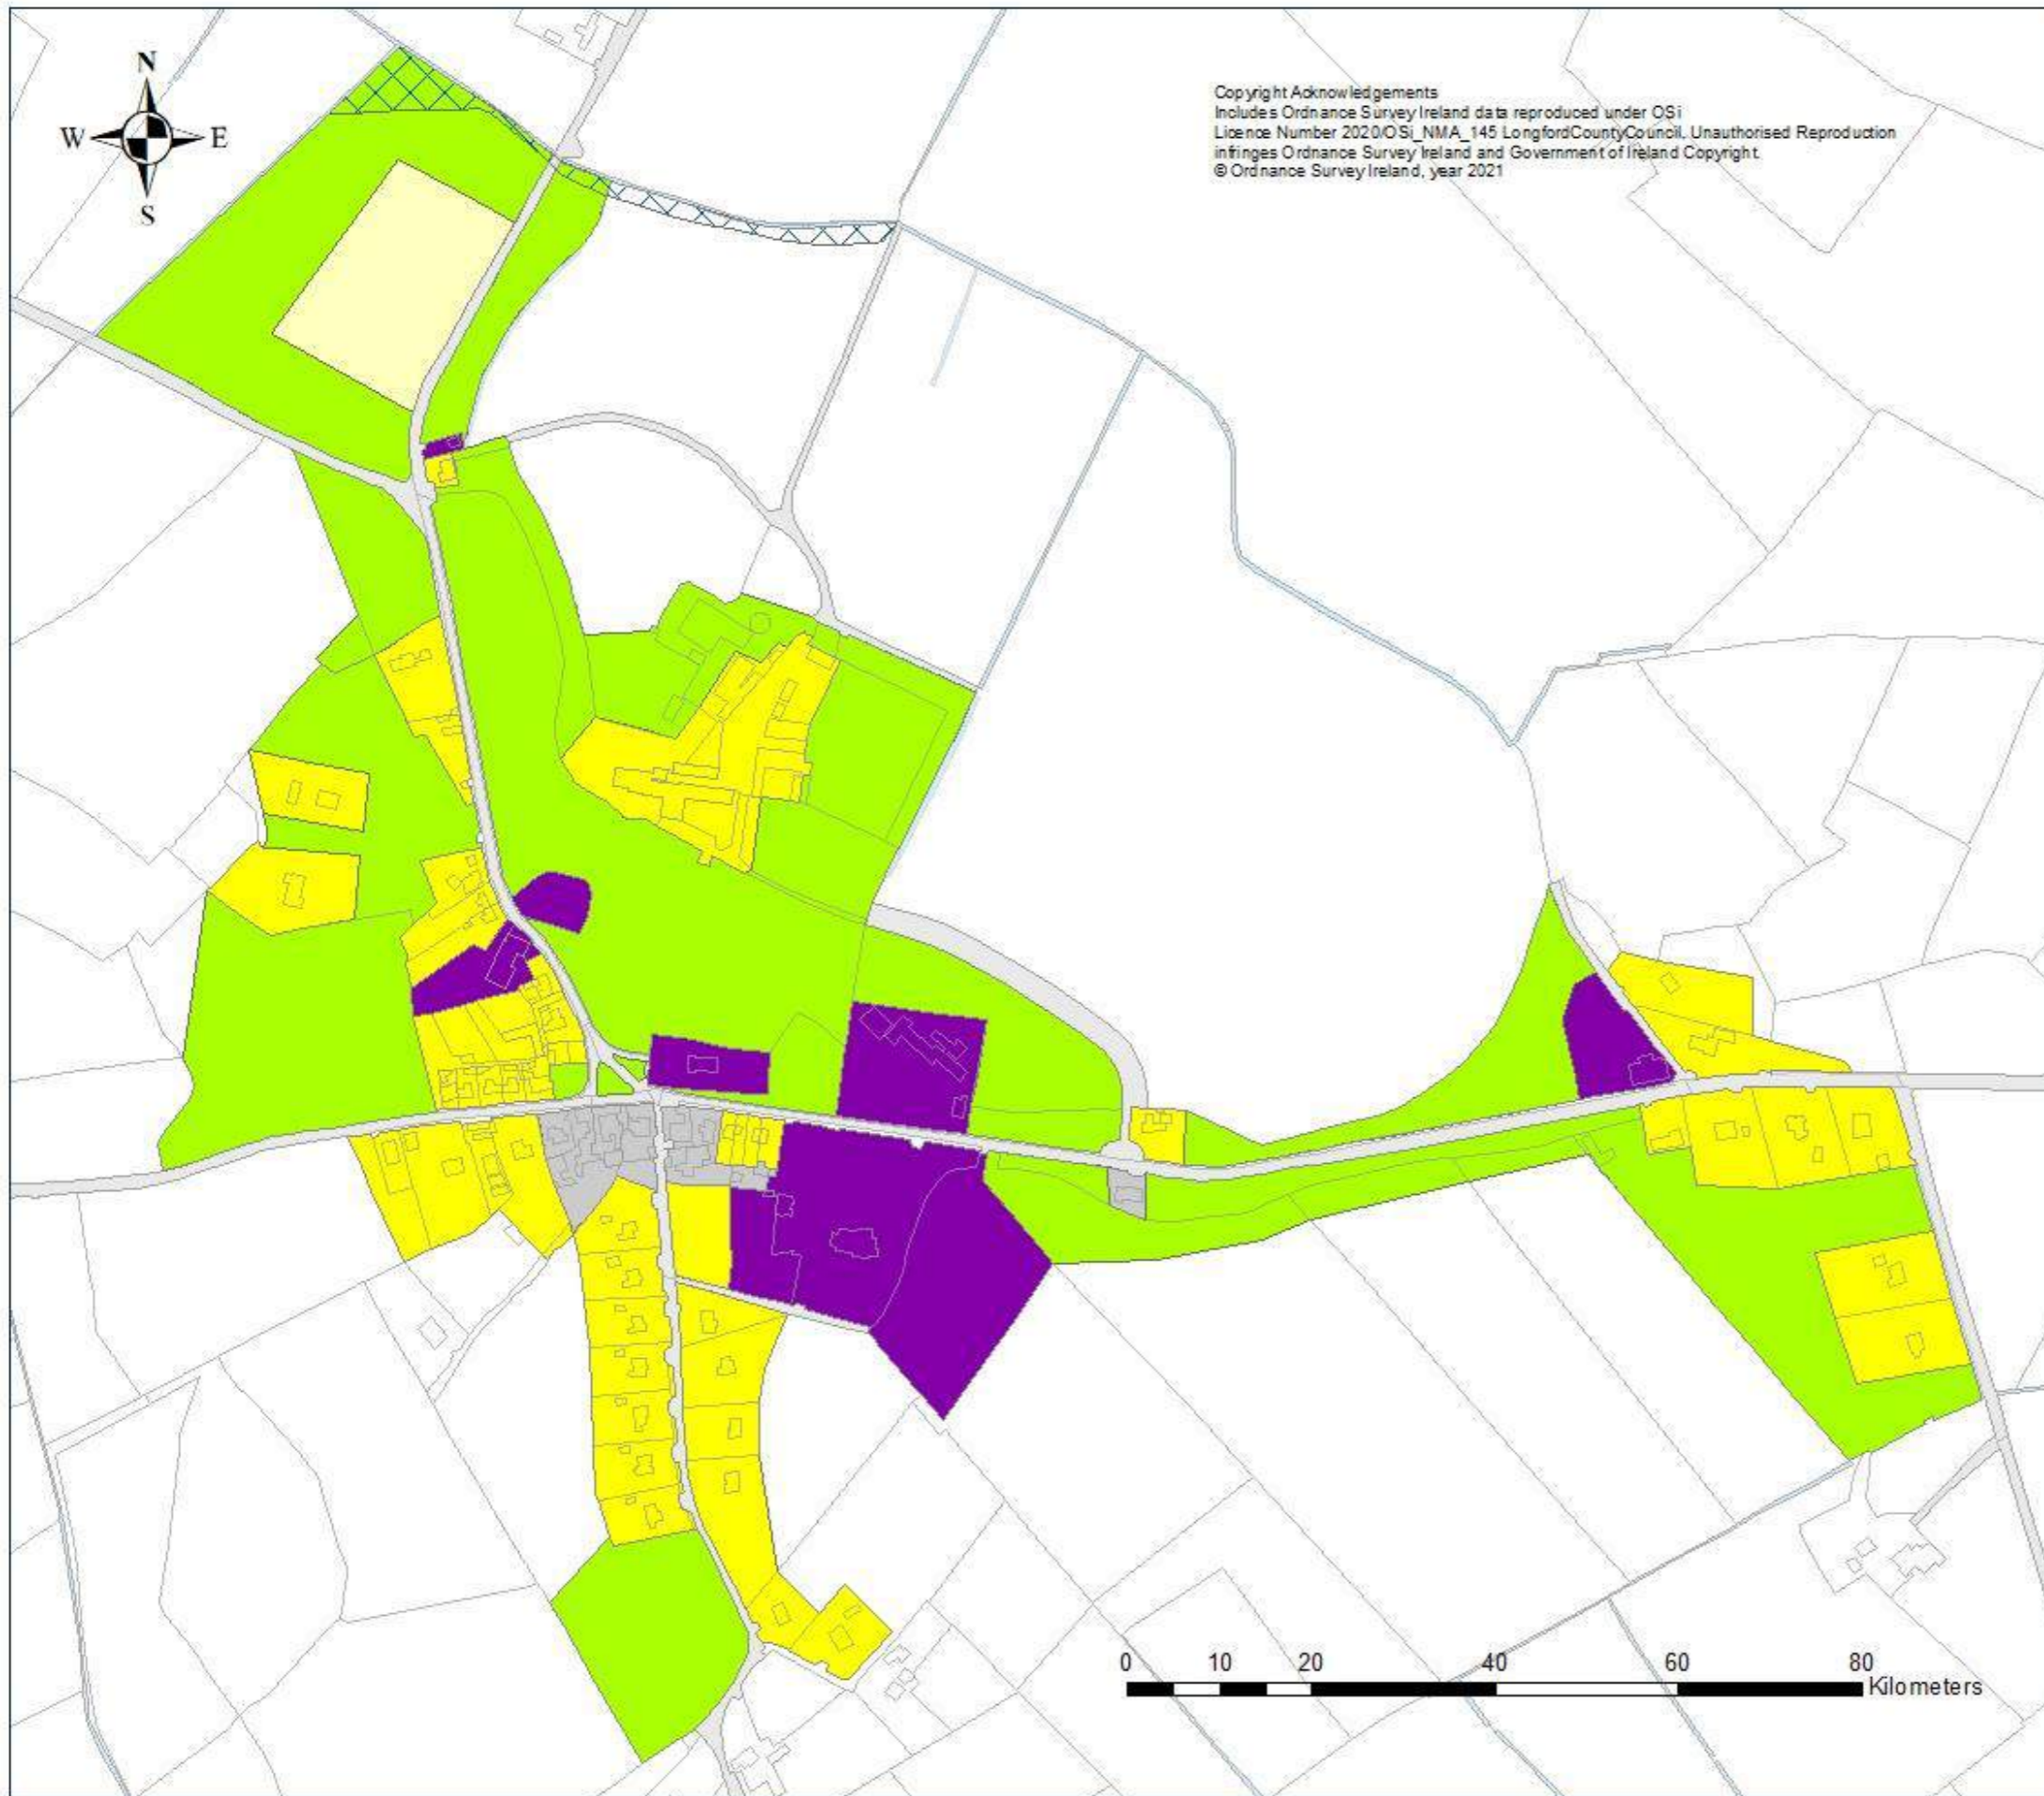 N
W E
S
Copyright Acknowledgements
Includes Ordnance Survey Ireland data reproduced under OSi
Licence Number 2020/OSi_NMA_145 LongfordCountyCouncil. Unauthorised Reproduction
infringes Ordnance Survey Ireland and Government of Ireland Copyright.
© Ordnance Survey Ireland, year 2021
0 10 20 40 60 80
Kilometers